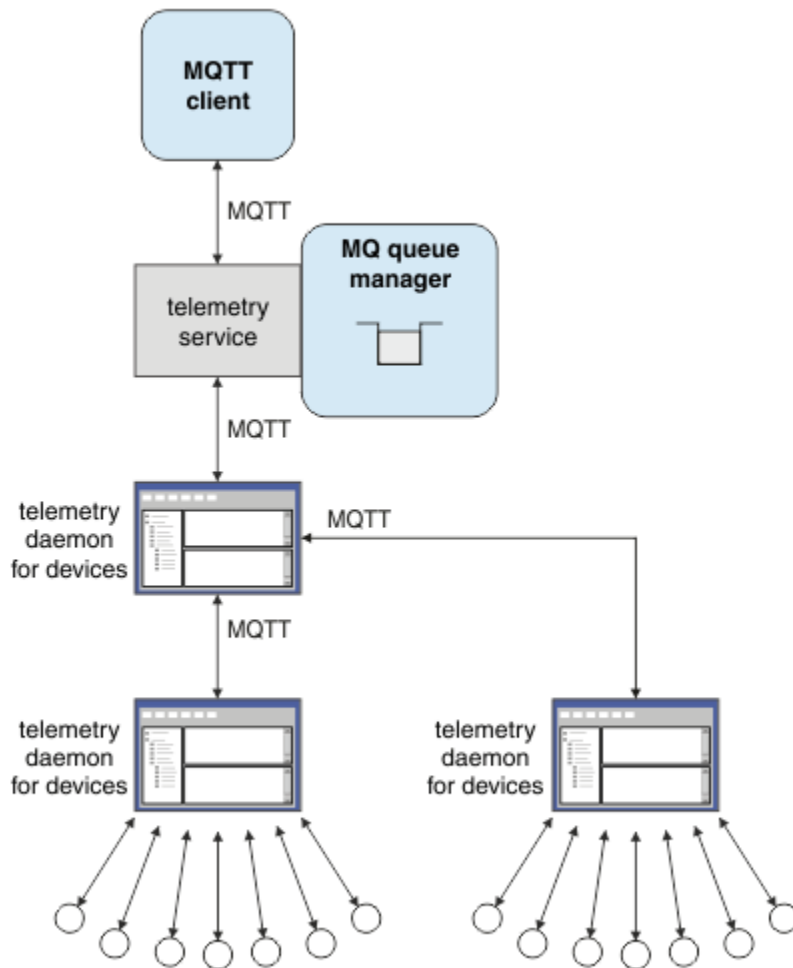 MQTT
client
MQTT
MQ queue
manager
telemetry
service
MQTT
telemetry
daemon
for devices
MQTT
MQTT
telemetry
daemon
for devices
telemetry
daemon
for devices